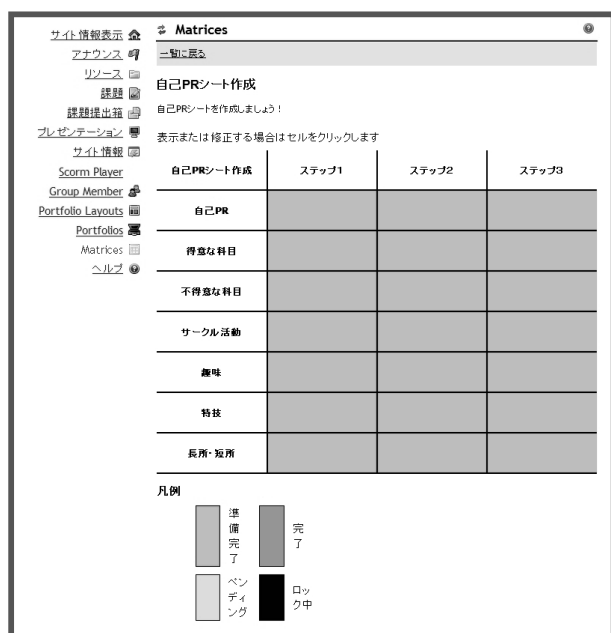 サイト情報表示
アナウンス
リソース
課題
課題提出箱
プレゼンテーション
サイト情報
Scorm Player
Group Member
Portfolio Layouts
Portfolios
Matrices
ヘルプ
Matrices
一覧に戻る
自己PRシート作成
自己PRシートを作成しましょう！
表示または修正する場合はセルをクリックします
自己PRシート作成 ステップ1 ステップ2 ステップ3
自己PR
得意な科目
不得意な科目
サークル活動
趣味
特技
長所・短所
凡例
準備完了
完了
ペンディング
ロック中